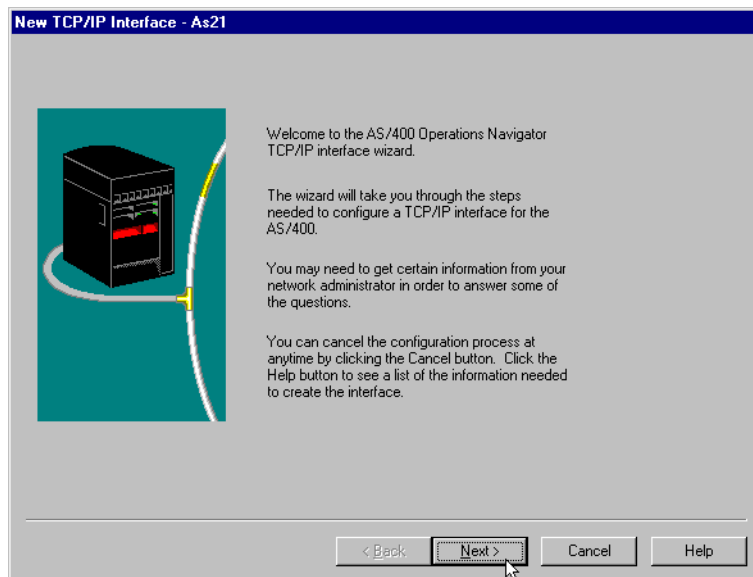 New TCP/IP Interface - As21
Welcome to the AS/400 Operations Navigator
TCP/IP interface wizard.
The wizard will take you through the steps
needed to configure a TCP/IP interface for the
AS/400.
You may need to get certain information from your
network administrator in order to answer some of
the questions.
You can cancel the configuration process at
anytime by clicking the Cancel button.  Click the
Help button to see a list of the information needed
to create the interface.
< Back
Next >
Cancel
Help